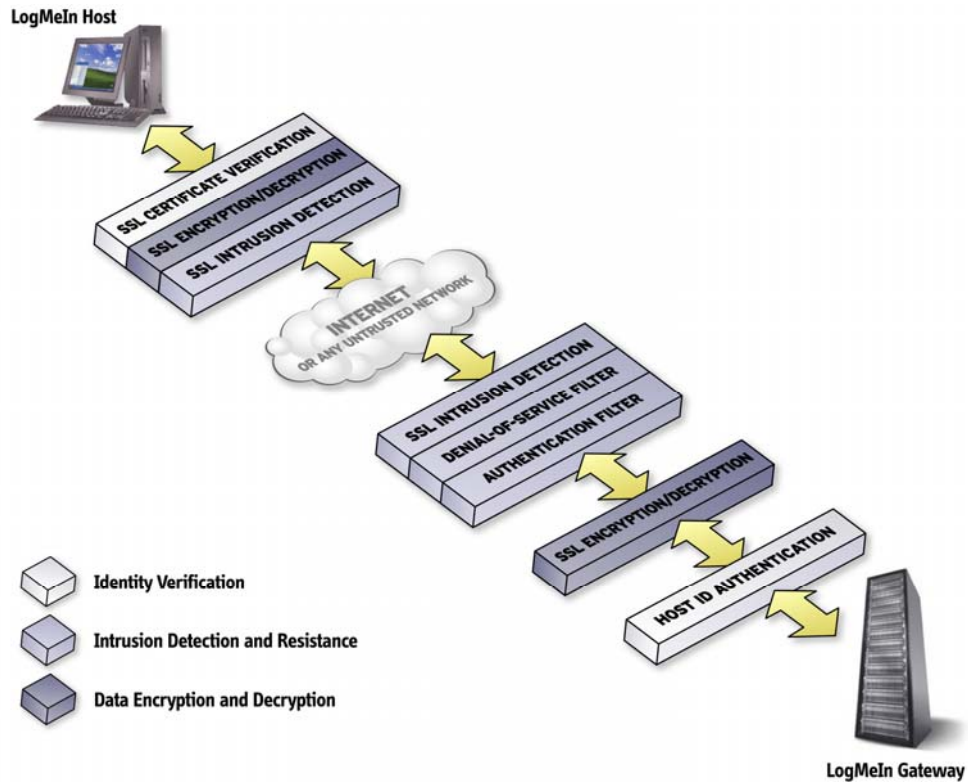 LogMeIn Host
SSL CERTIFICATE VERIFICATION
SSL ENCRYPTION/DECRYPTION
SSL INTRUSION DETECTION
INTERNET
OR ANY UNTRUSTED NETWORK
SSL INTRUSION DETECTION
DENIAL-OF-SERVICE FILTER
AUTHENTICATION FILTER
SSL ENCRYPTION/DECRYPTION
HOST ID AUTHENTICATION
Identity Verification
Intrusion Detection and Resistance
Data Encryption and Decryption
LogMeIn Gateway